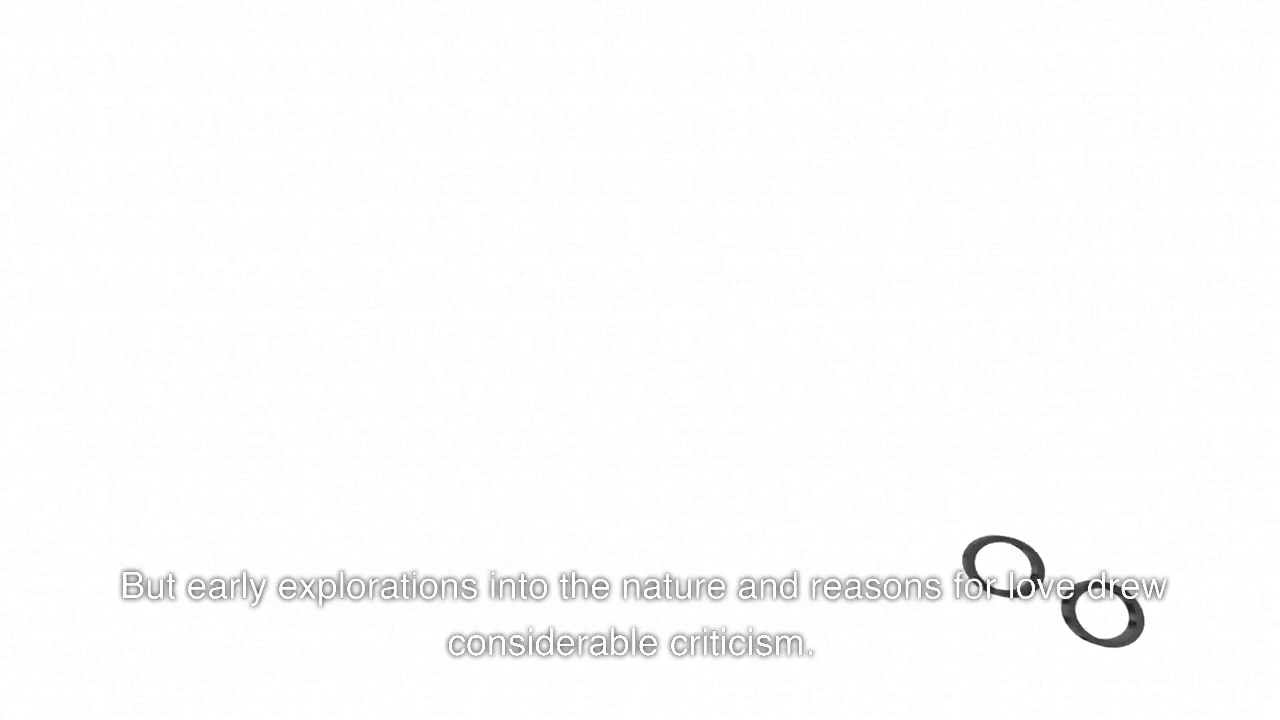 But early explorations into the nature and reasons for love drew
considerable criticism.